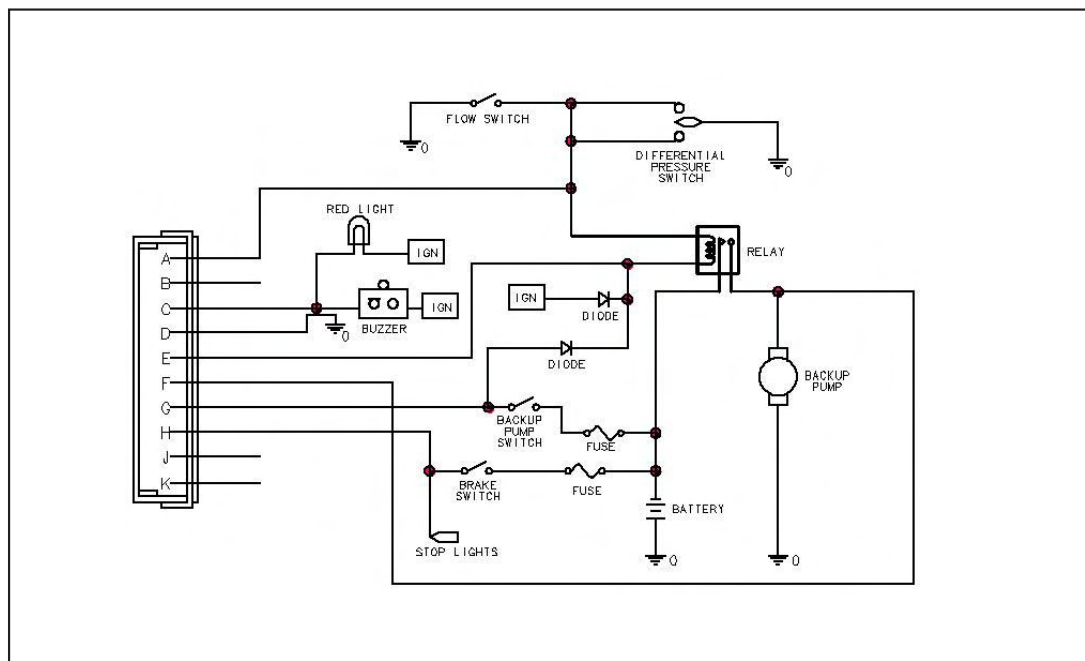 FLOW SWITCH
0
DIFFERENTIAL
PRESSURE
SWITCH
0
RED LIGHT
RELAY
IGN
A
B
C
IGN
IGN
D
0
BUZZER
DIODE
E
DIODE
F
BACKUP
PUMP
G
BACKUP
PUMP
SWITCH
FUSE
H
J
BRAKE
SWITCH
FUSE
K
BATTERY
STOP LIGHTS
0
0